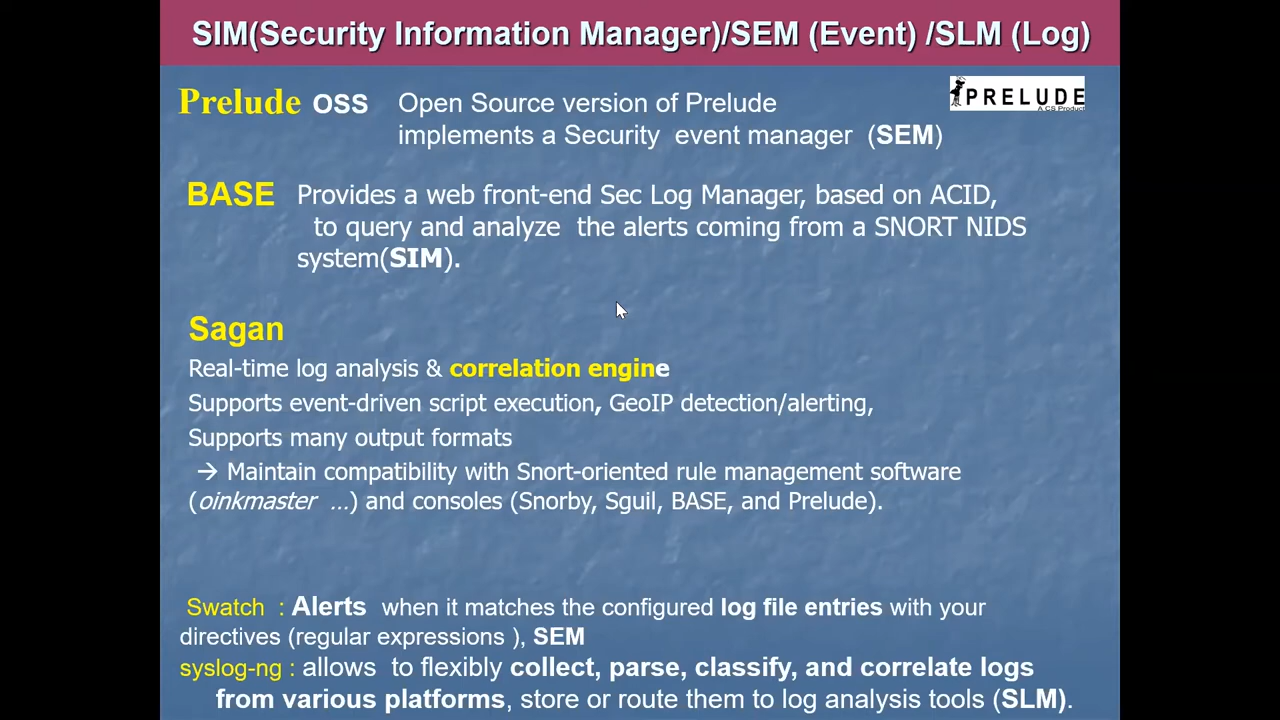 SIM(Security Information Manager)/SEM (Event) /SLM (Log)
Prelude OSS Open Source version of Prelude
implements a Security event manager (SEM)
PRELUDE
A CS Product
BASE Provides a web front-end Sec Log Manager, based on ACID,
to query and analyze the alerts coming from a SNORT NIDS
system(SIM).
Sagan
Real-time log analysis & correlation engine
Supports event-driven script execution, GeoIP detection/alerting,
Supports many output formats
→ Maintain compatibility with Snort-oriented rule management software
(oinkmaster ...) and consoles (Snorby, Sguil, BASE, and Prelude).
Swatch : Alerts when it matches the configured log file entries with your
directives (regular expressions ), SEM
syslog-ng : allows to flexibly collect, parse, classify, and correlate logs
from various platforms, store or route them to log analysis tools (SLM).